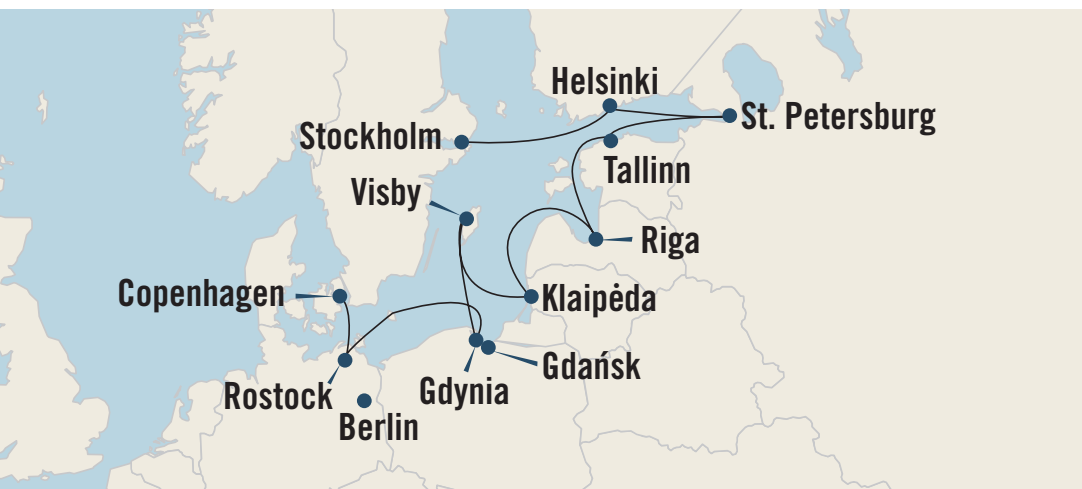 Helsinki
St. Petersburg
Stockholm
Tallinn
Visby
Riga
Copenhagen
Klaipėda
Gdańsk
Gdynia
Rostock
Berlin